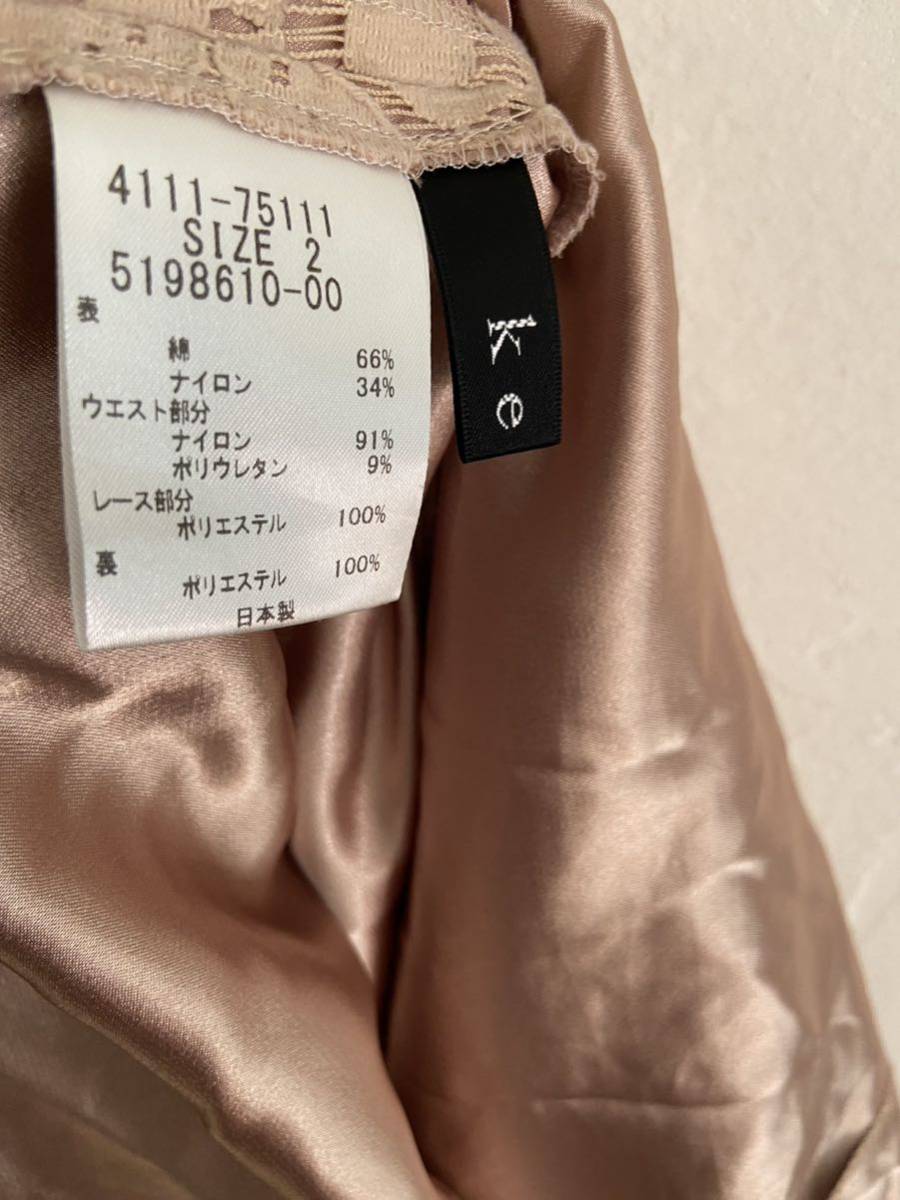 4111-75111
SIZE 2
5198610-00
表
綿 66%
ナイロン 34%
ウエスト部分
ナイロン 91%
ポリウレタン 9%
レース部分
ポリエステル 100%
裏
ポリエステル 100%
日本製
Ke